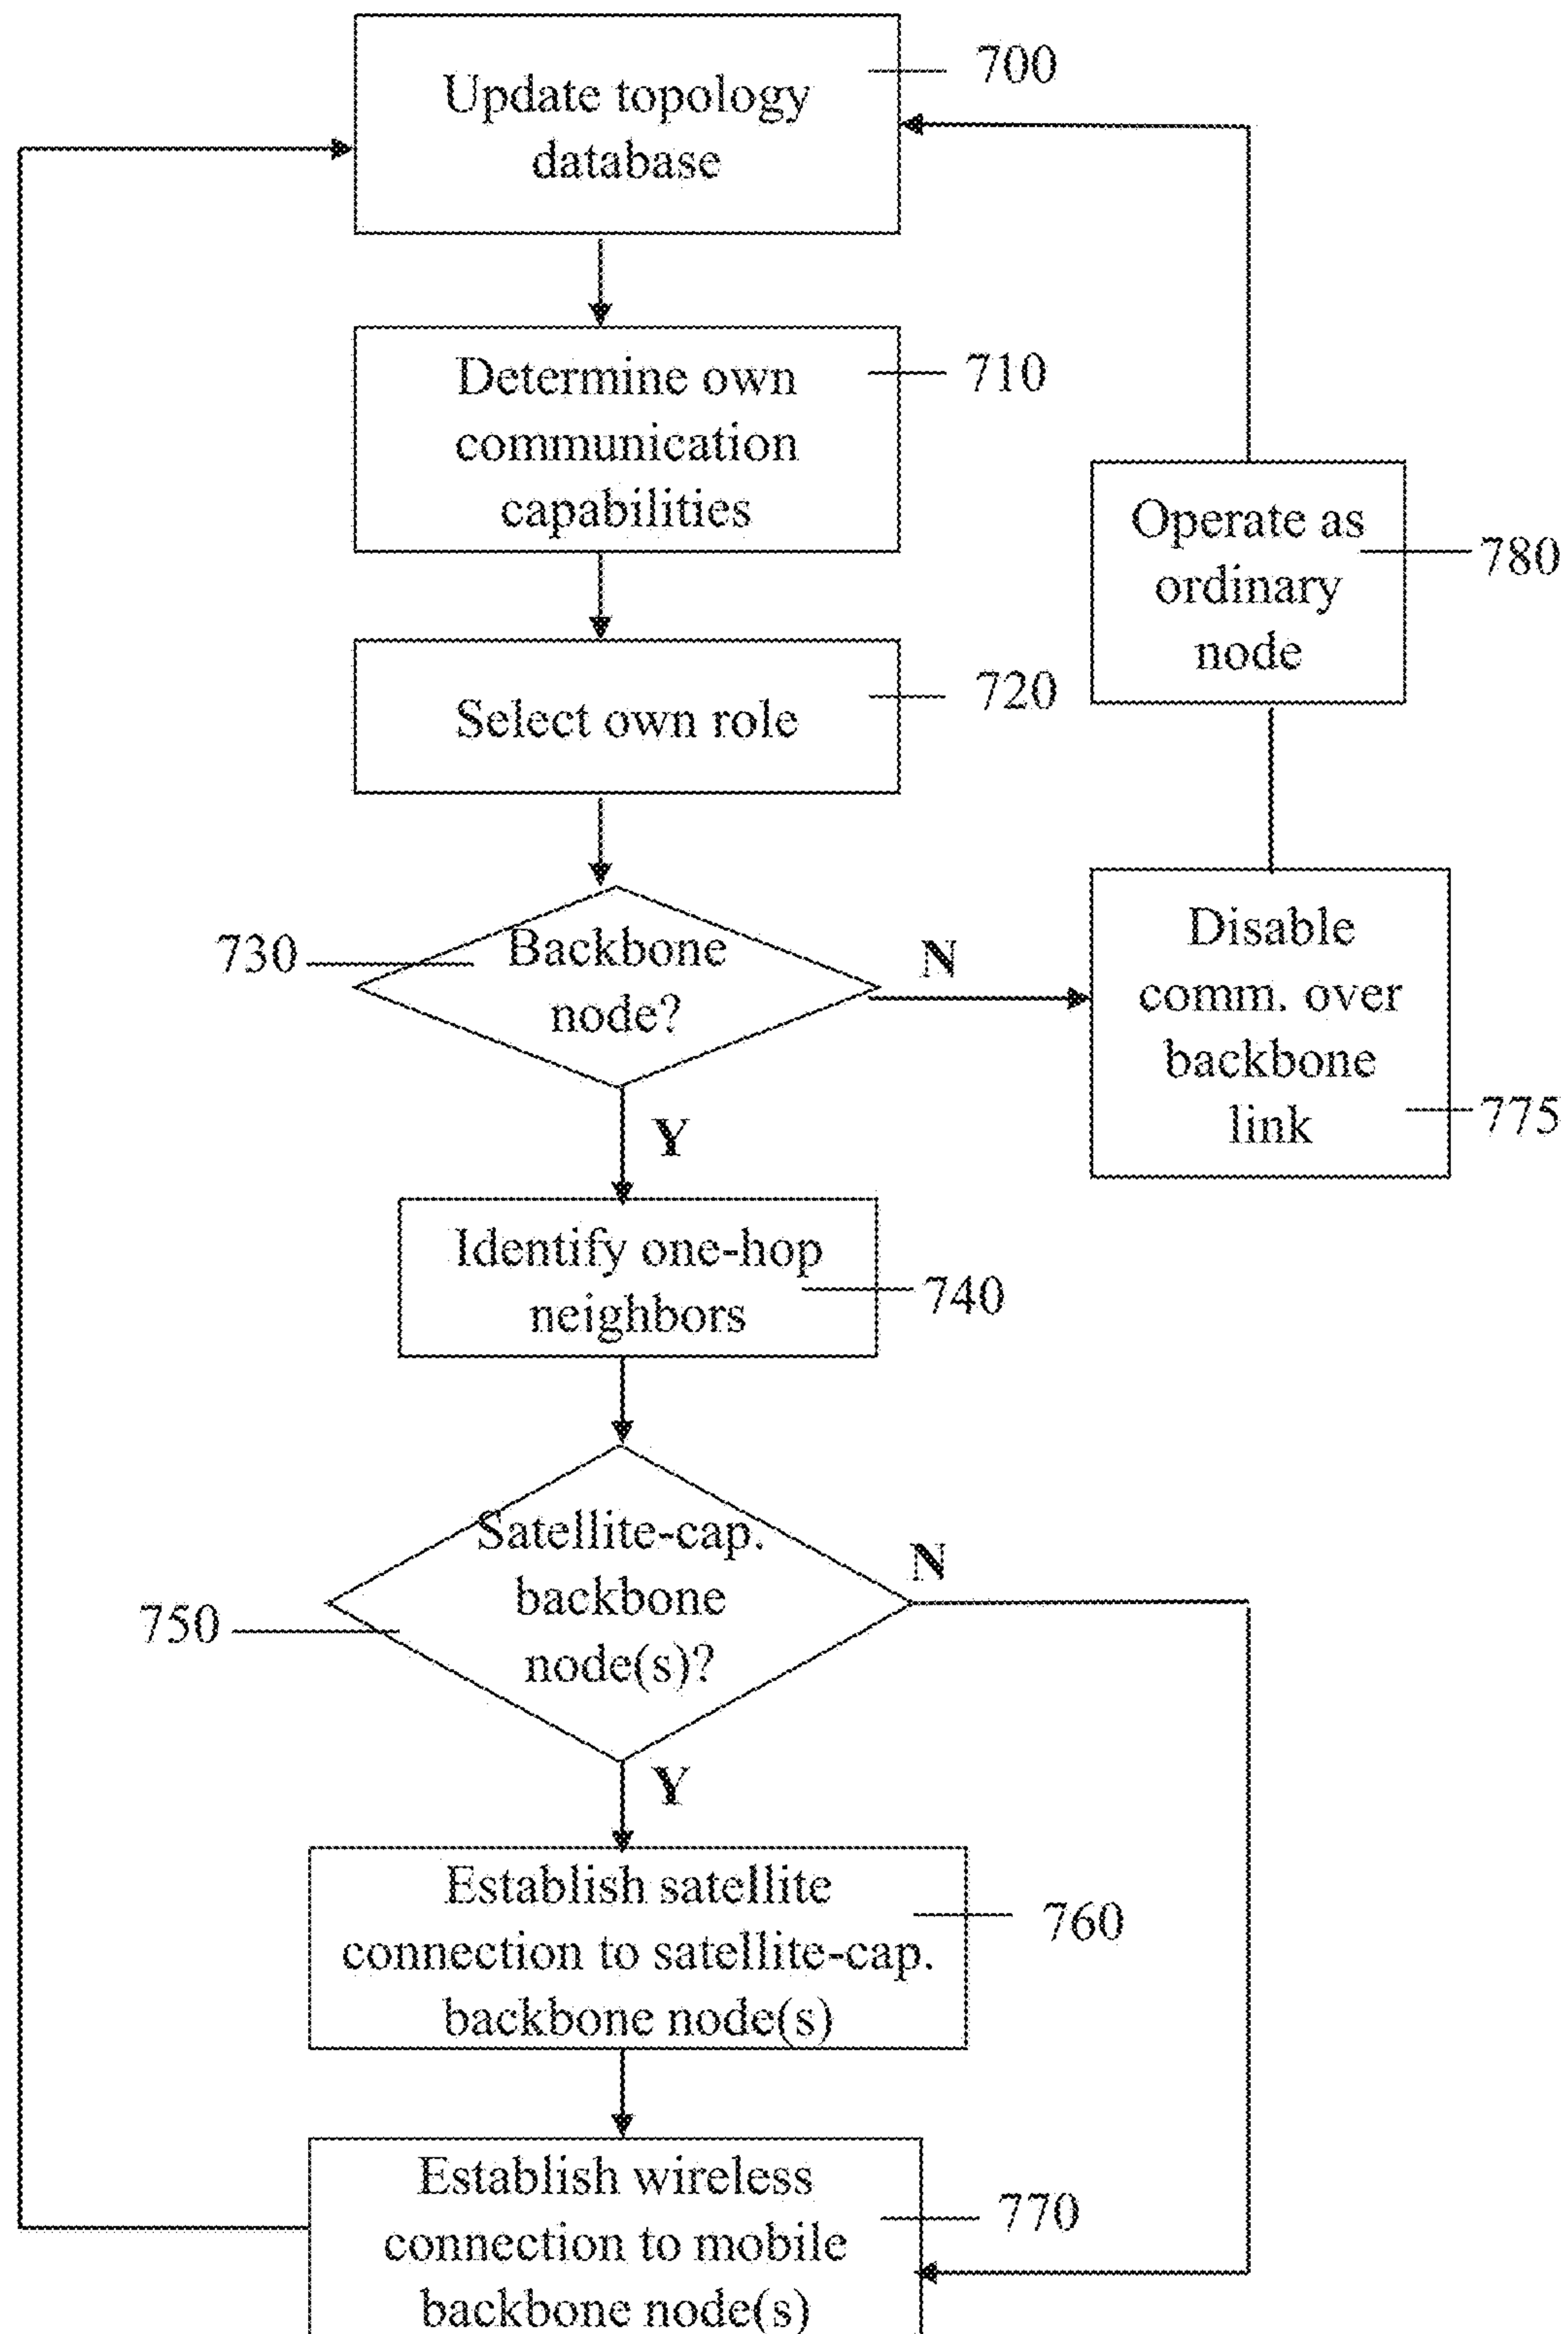 Update topology
database
700
Determine own
communication
capabilities
710
Operate as
ordinary
node
780
Select own role
720
Backbone
node?
730
N
Disable
comm. over
backbone
link
775
Y
Identify one-hop
neighbors
740
Satellite-cap.
backbone
node(s)?
750
N
Y
Establish satellite
connection to satellite-cap.
backbone node(s)
760
Establish wireless
connection to mobile
backbone node(s)
770